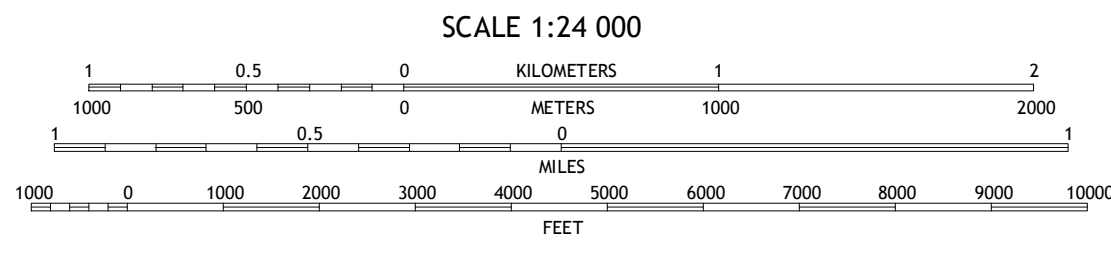 SCALE 1:24 000
1 0.5 0 KILOMETERS 1 2
1000 500 0 METERS 1000 2000
1 0.5 0 1
MILES
1000 0 1000 2000 3000 4000 5000 6000 7000 8000 9000 10000
FEET